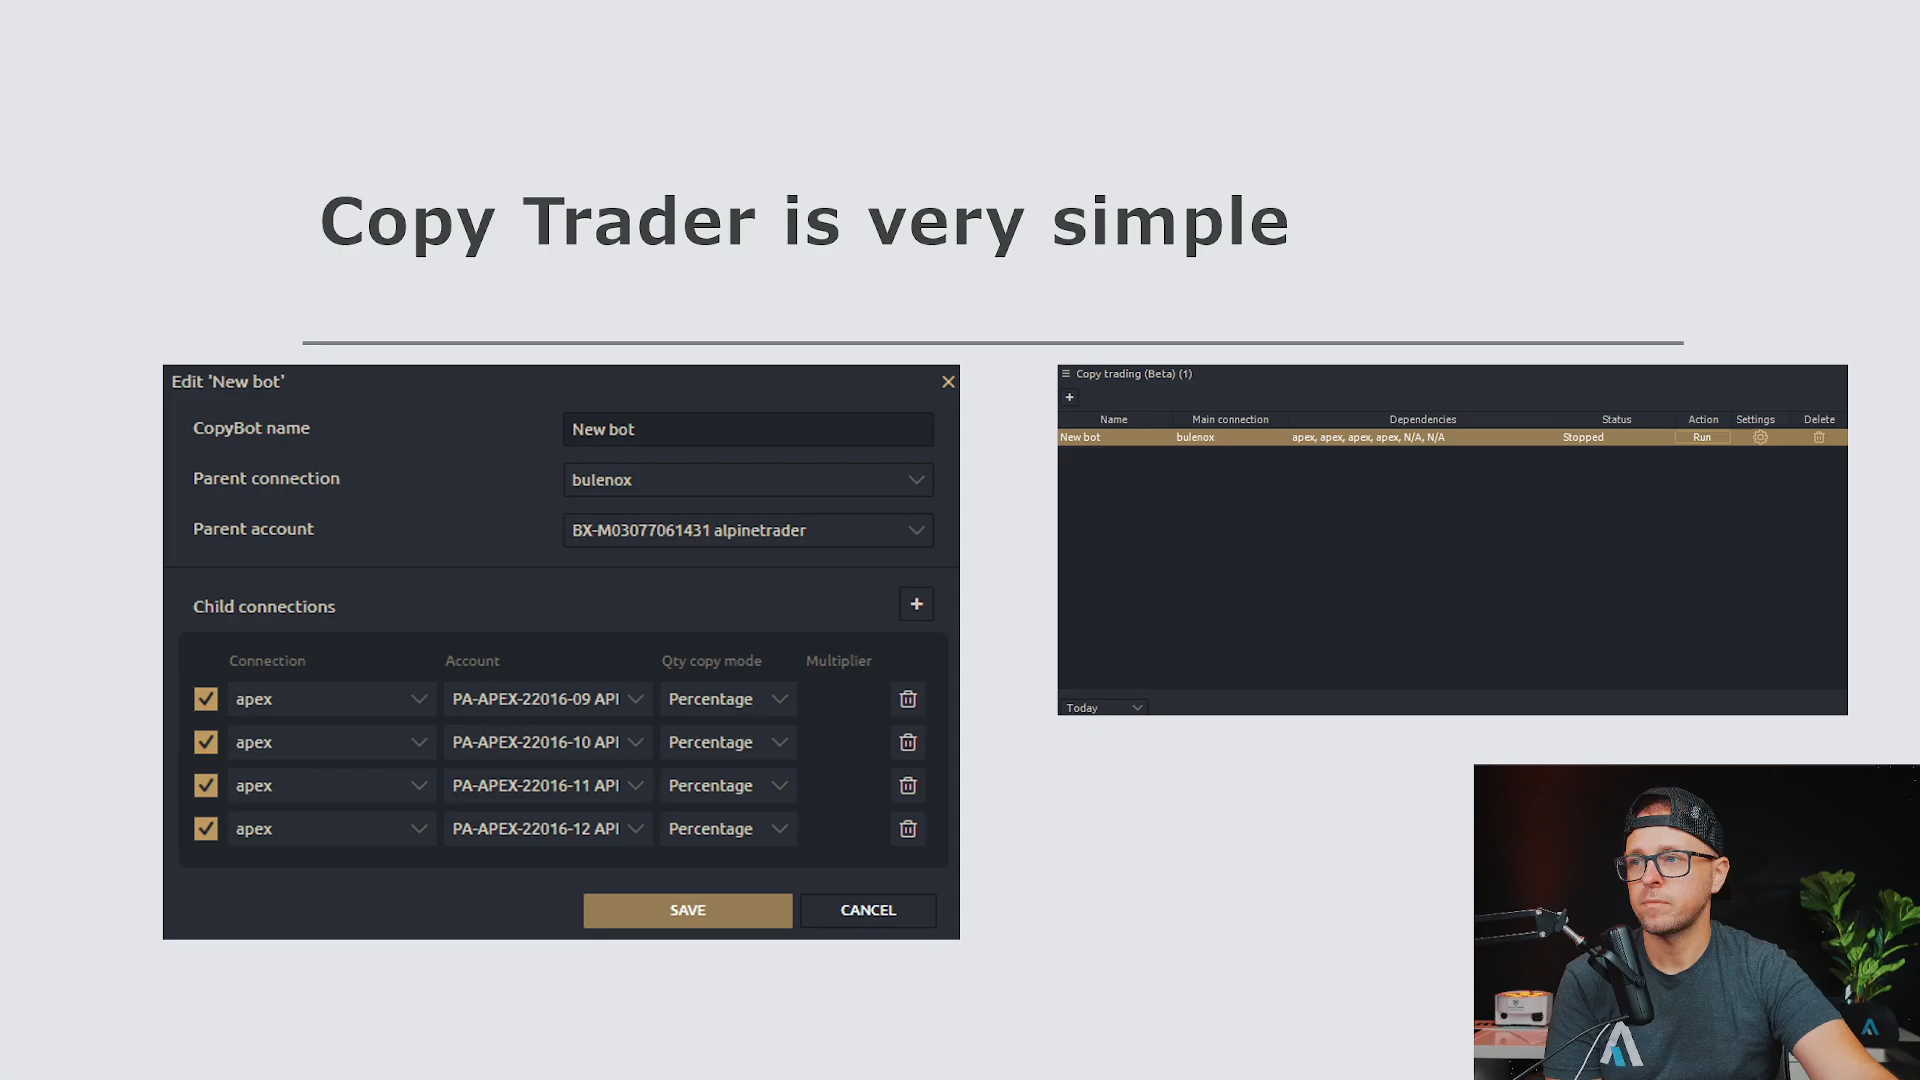 Copy Trader is very simple
Edit 'New bot'
CopyBot name
New bot
Parent connection
bulenox
Parent account
BX-M03077061431 alpinetrader
Child connections
Connection Account Qty copy mode Multiplier
apex PA-APEX-22016-09 API Percentage
apex PA-APEX-22016-10 API Percentage
apex PA-APEX-22016-11 API Percentage
apex PA-APEX-22016-12 API Percentage
SAVE CANCEL
Copy trading (Beta) (1)
Name Main connection Dependencies Status Action Settings Delete
New bot bulenox apex, apex, apex, apex, N/A, N/A Stopped Run
Today